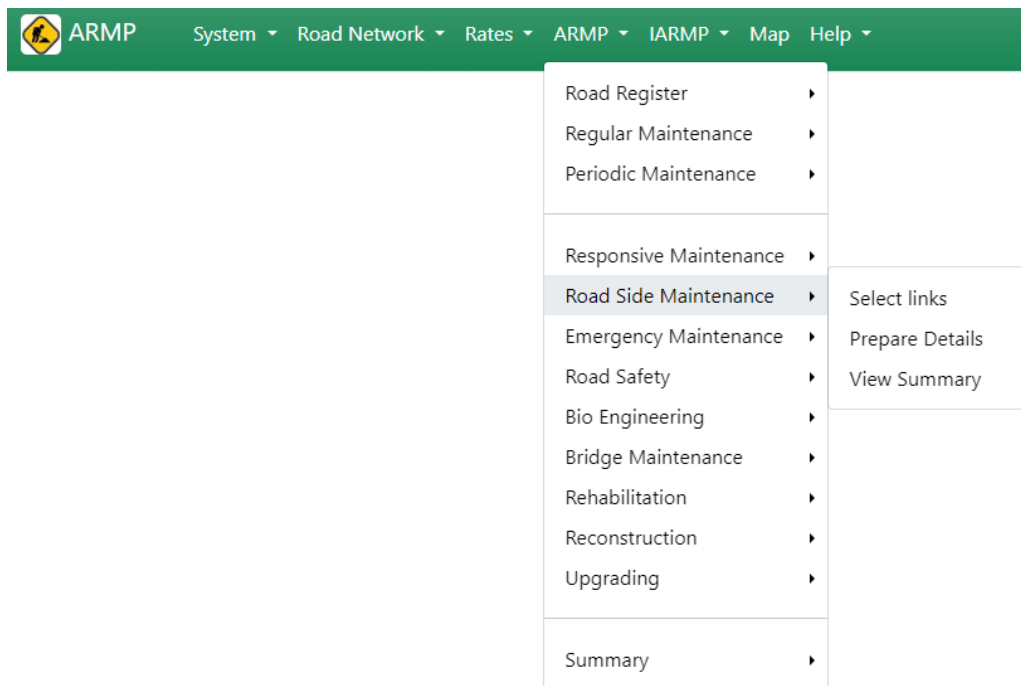 ARMP System Road Network Rates ARMP IARMP Map Help
Road Register
Regular Maintenance
Periodic Maintenance
Responsive Maintenance
Road Side Maintenance
Emergency Maintenance
Road Safety
Bio Engineering
Bridge Maintenance
Rehabilitation
Reconstruction
Upgrading
Summary
Select links
Prepare Details
View Summary